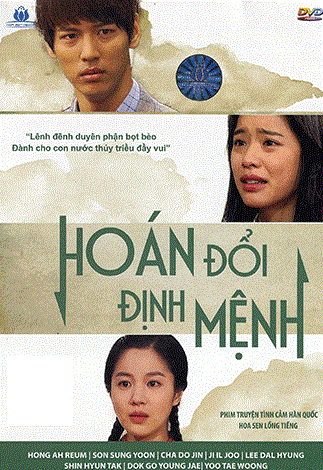 DVD
"Lênh đênh duyên phận bọt bèo
Đành cho con nước thủy triều đầy vui"
HOÁN ĐỔI
ĐỊNH MỆNH
PHIM TRUYỆN TÌNH CẢM HÀN QUỐC
HOA SEN LỒNG TIẾNG
HONG AH REUM | SON SUNG YOON | CHA DO JIN | JI IL JOO | LEE DAL HYUNG
SHIN HYUN TAK | DOK GO YOUNG JAE | YOO TAE WOONG